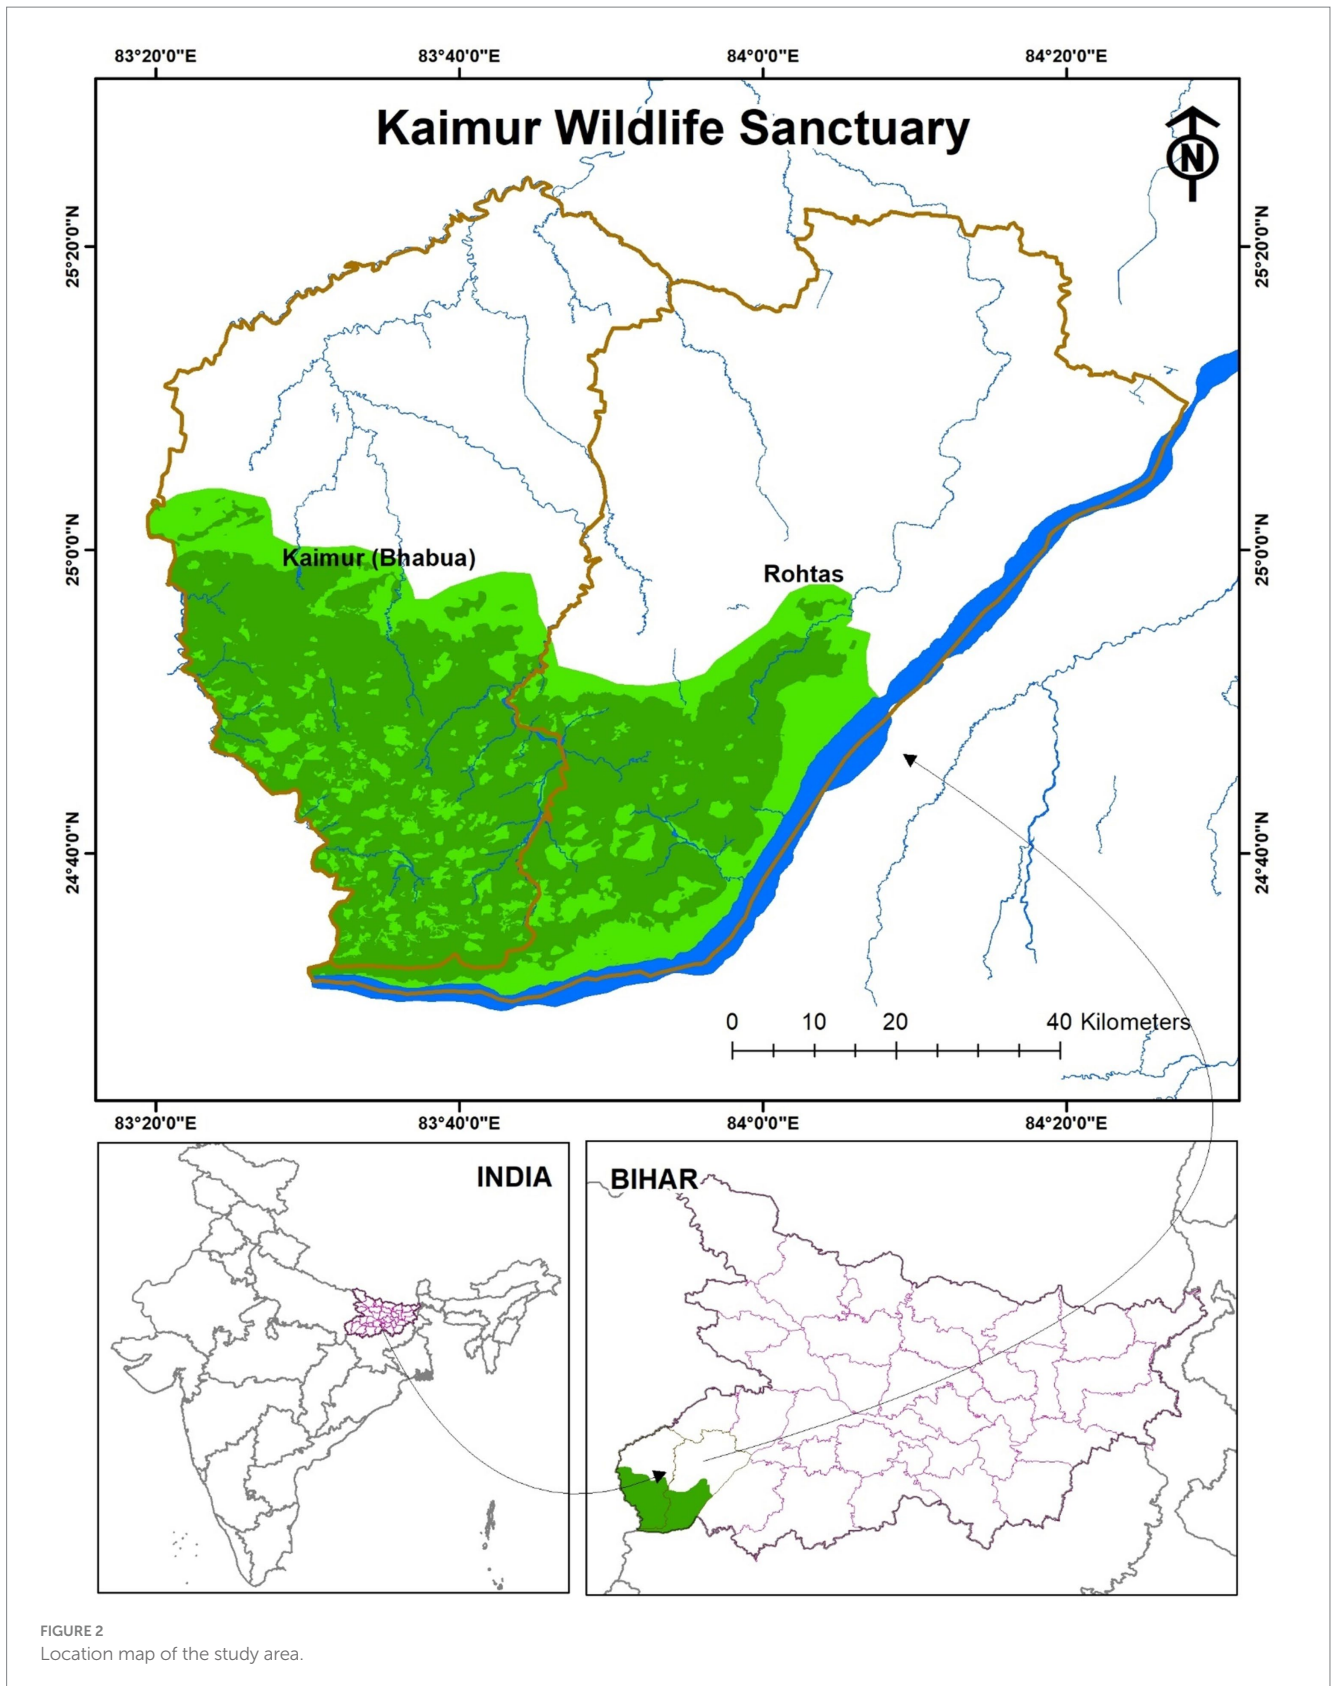 83°20'0"E 83°40'0"E 84°0'0"E 84°20'0"E
Kaimur Wildlife Sanctuary
N
25°20'0"N 25°20'0"N
25°0'0"N 25°0'0"N
Kaimur (Bhabua)
Rohtas
24°40'0"N 24°40'0"N
0 10 20 40 Kilometers
83°20'0"E 83°40'0"E 84°0'0"E 84°20'0"E
INDIA
BIHAR
FIGURE 2
Location map of the study area.